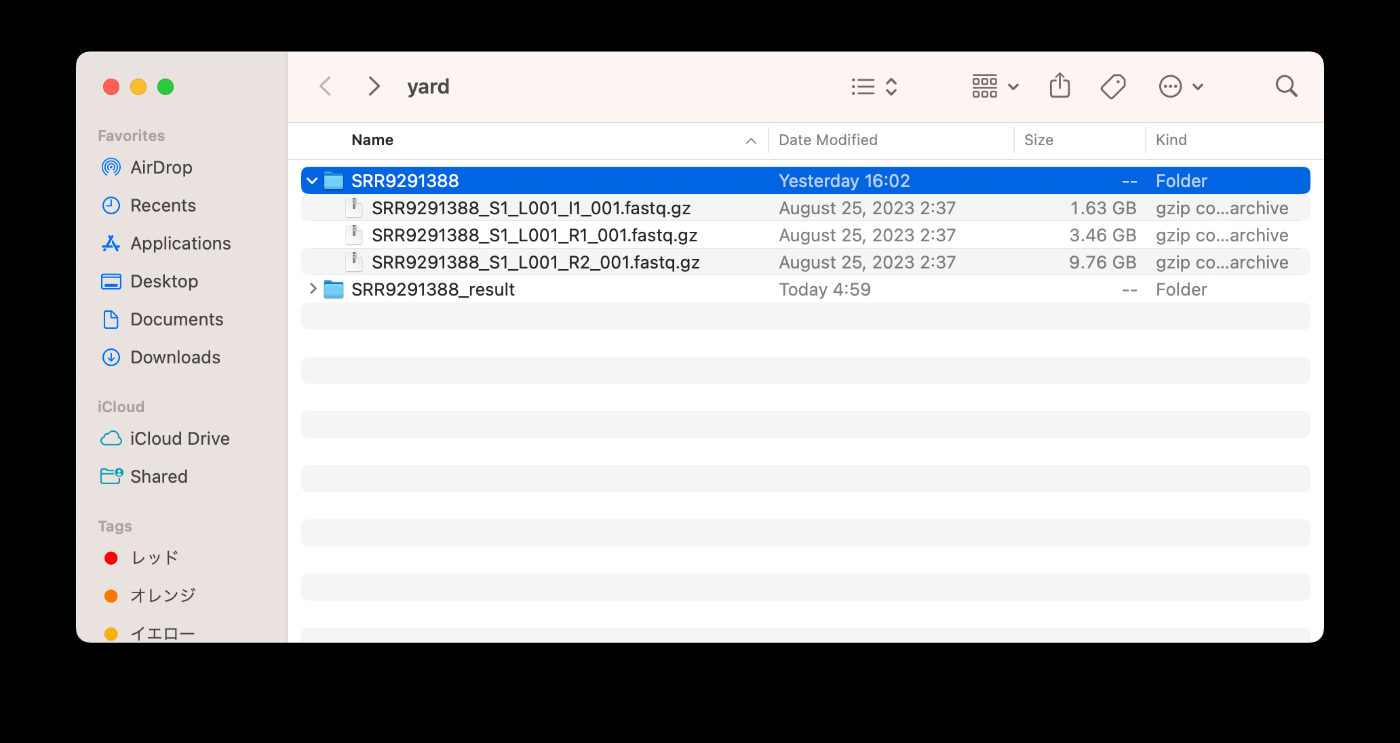 yard
Favorites
AirDrop
Recents
Applications
Desktop
Documents
Downloads
iCloud
iCloud Drive
Shared
Tags
レッド
オレンジ
イエロー
Name Date Modified Size Kind
SRR9291388 Yesterday 16:02 -- Folder
SRR9291388_S1_L001_I1_001.fastq.gz August 25, 2023 2:37 1.63 GB gzip co...archive
SRR9291388_S1_L001_R1_001.fastq.gz August 25, 2023 2:37 3.46 GB gzip co...archive
SRR9291388_S1_L001_R2_001.fastq.gz August 25, 2023 2:37 9.76 GB gzip co...archive
SRR9291388_result Today 4:59 -- Folder